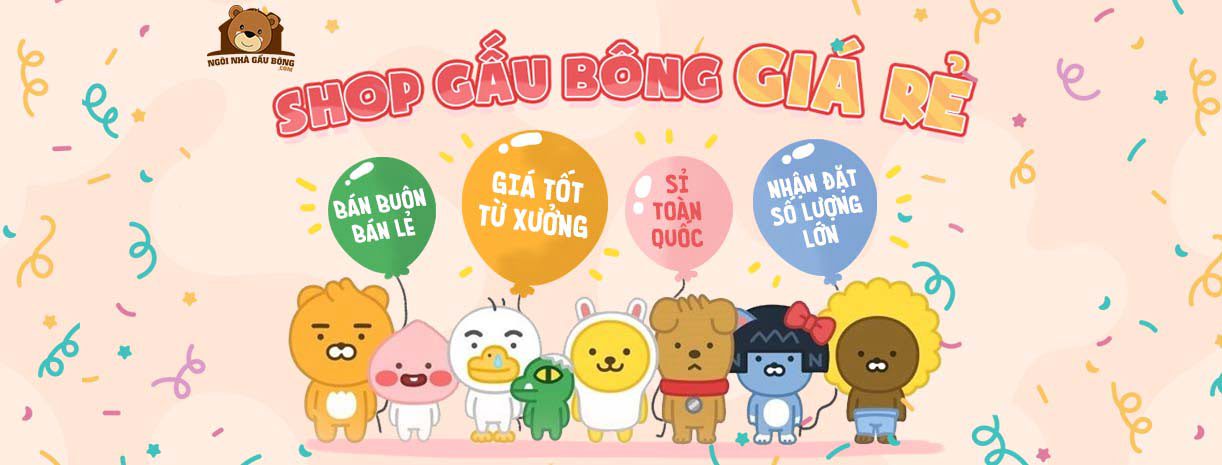 NGÔI NHÀ GẤU BÔNG
.COM
SHOP GẤU BÔNG GIÁ RẺ
BÁN BUÔN
BÁN LẺ
GIÁ TỐT
TỪ XƯỞNG
SỈ
TOÀN
QUỐC
NHẬN ĐẶT
SỐ LƯỢNG
LỚN